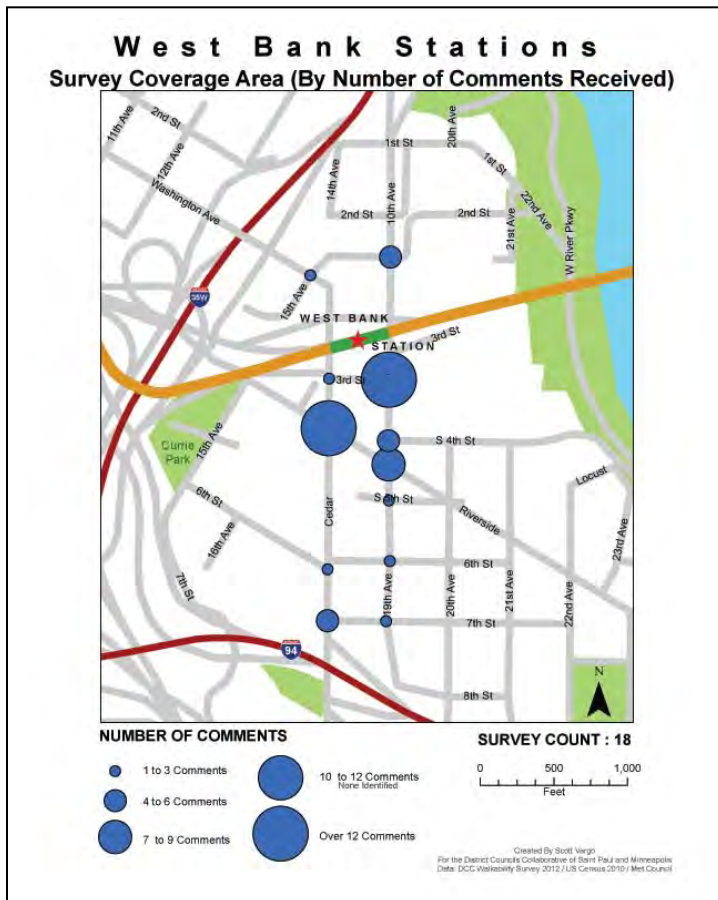 West Bank Stations
Survey Coverage Area (By Number of Comments Received)
11th Ave
2nd St
12th Ave
Washington Ave
14th Ave
10th Ave
1st St
20th Ave
1st St
22nd Ave
2nd St
2nd St
21st Ave
W River Pkwy
35W
15th Ave
WEST BANK
STATION
3rd St
3rd St
Currie
Park
15th Ave
S 4th St
Locust
6th St
Cedar
S 5th St
Riverside
16th Ave
7th St
6th St
23rd Ave
19th Ave
20th Ave
21st Ave
22nd Ave
7th St
94
8th St
N
NUMBER OF COMMENTS
1 to 3 Comments
4 to 6 Comments
7 to 9 Comments
10 to 12 Comments
None Identified
Over 12 Comments
SURVEY COUNT : 18
0 500 1,000
Feet
Created By Scott Vargo
For the District Councils Collaborative of Saint Paul and Minneapolis
Data: DCC Walkability Survey 2012 / US Census 2010 / Met Council